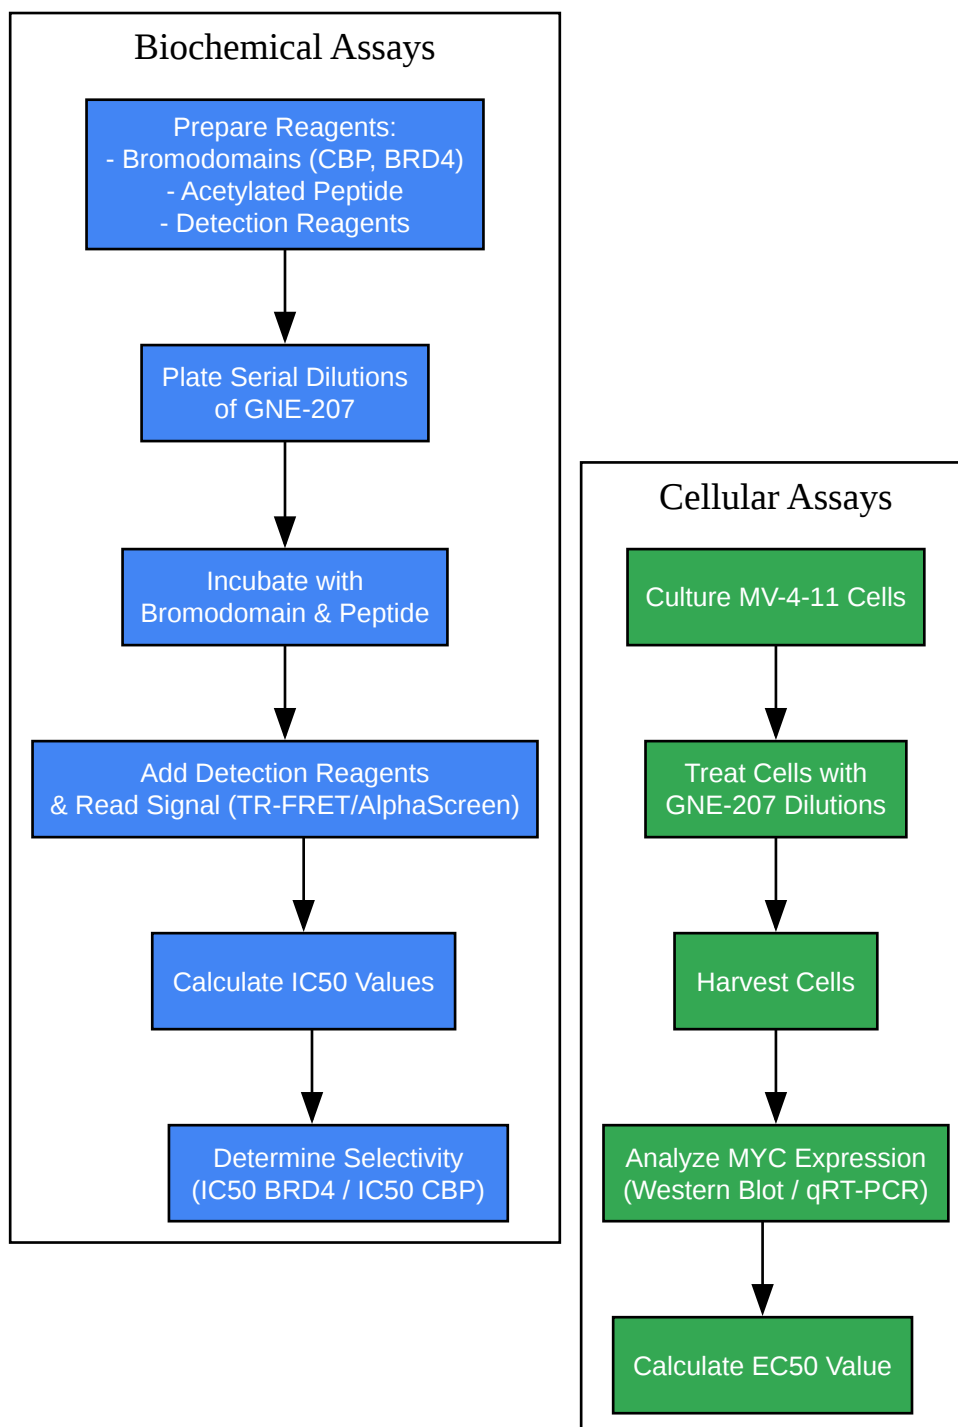 Biochemical Assays
Prepare Reagents:
- Bromodomains (CBP, BRD4)
- Acetylated Peptide
- Detection Reagents
Plate Serial Dilutions
of GNE-207
Incubate with
Bromodomain & Peptide
Add Detection Reagents
& Read Signal (TR-FRET/AlphaScreen)
Calculate IC50 Values
Determine Selectivity
(IC50 BRD4 / IC50 CBP)
Cellular Assays
Culture MV-4-11 Cells
Treat Cells with
GNE-207 Dilutions
Harvest Cells
Analyze MYC Expression
(Western Blot / qRT-PCR)
Calculate EC50 Value